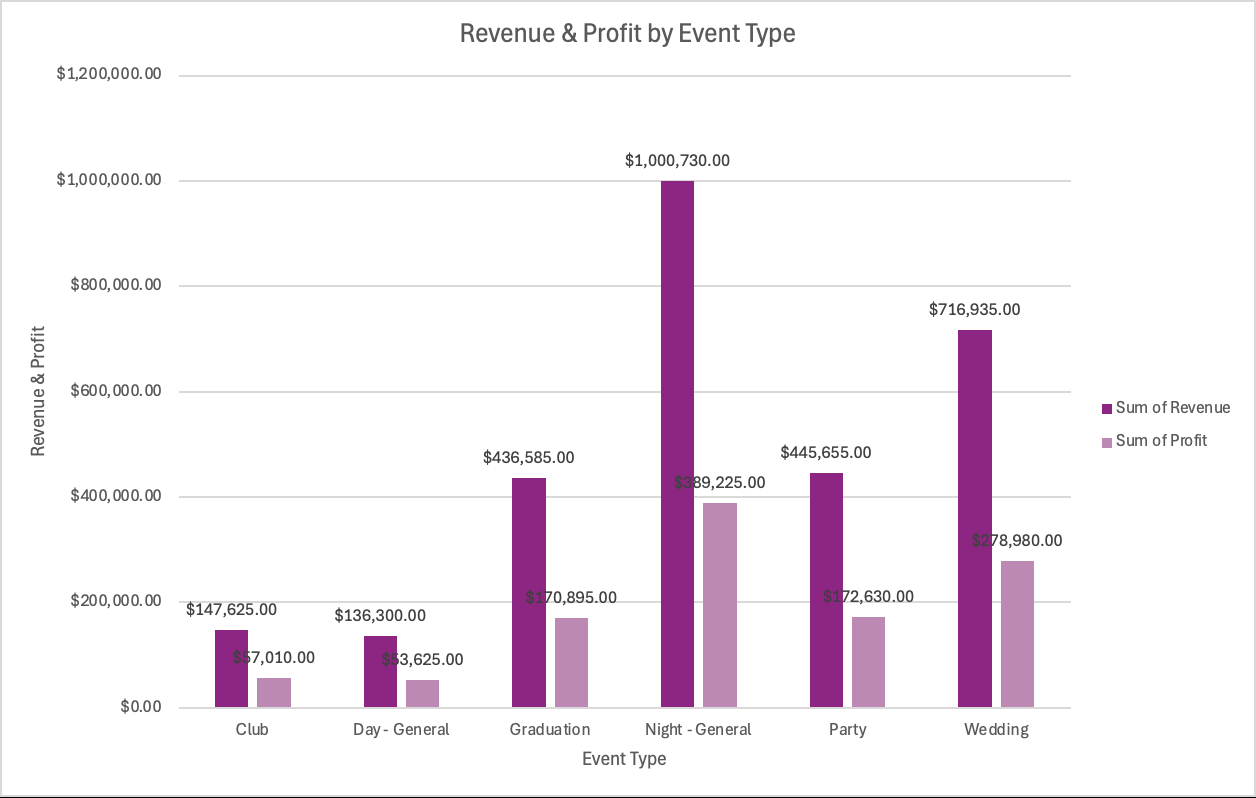 Revenue & Profit by Event Type
$1,200,000.00
$1,000,730.00
$1,000,000.00
$800,000.00
$716,935.00
$600,000.00
$436,585.00
$445,655.00
$400,000.00
$389,225.00
$278,980.00
$200,000.00
$147,625.00
$57,010.00
$136,300.00
$53,625.00
$170,895.00
$172,630.00
$0.00
Revenue & Profit
Sum of Revenue
Sum of Profit
Club
Day - General
Graduation
Night - General
Party
Wedding
Event Type